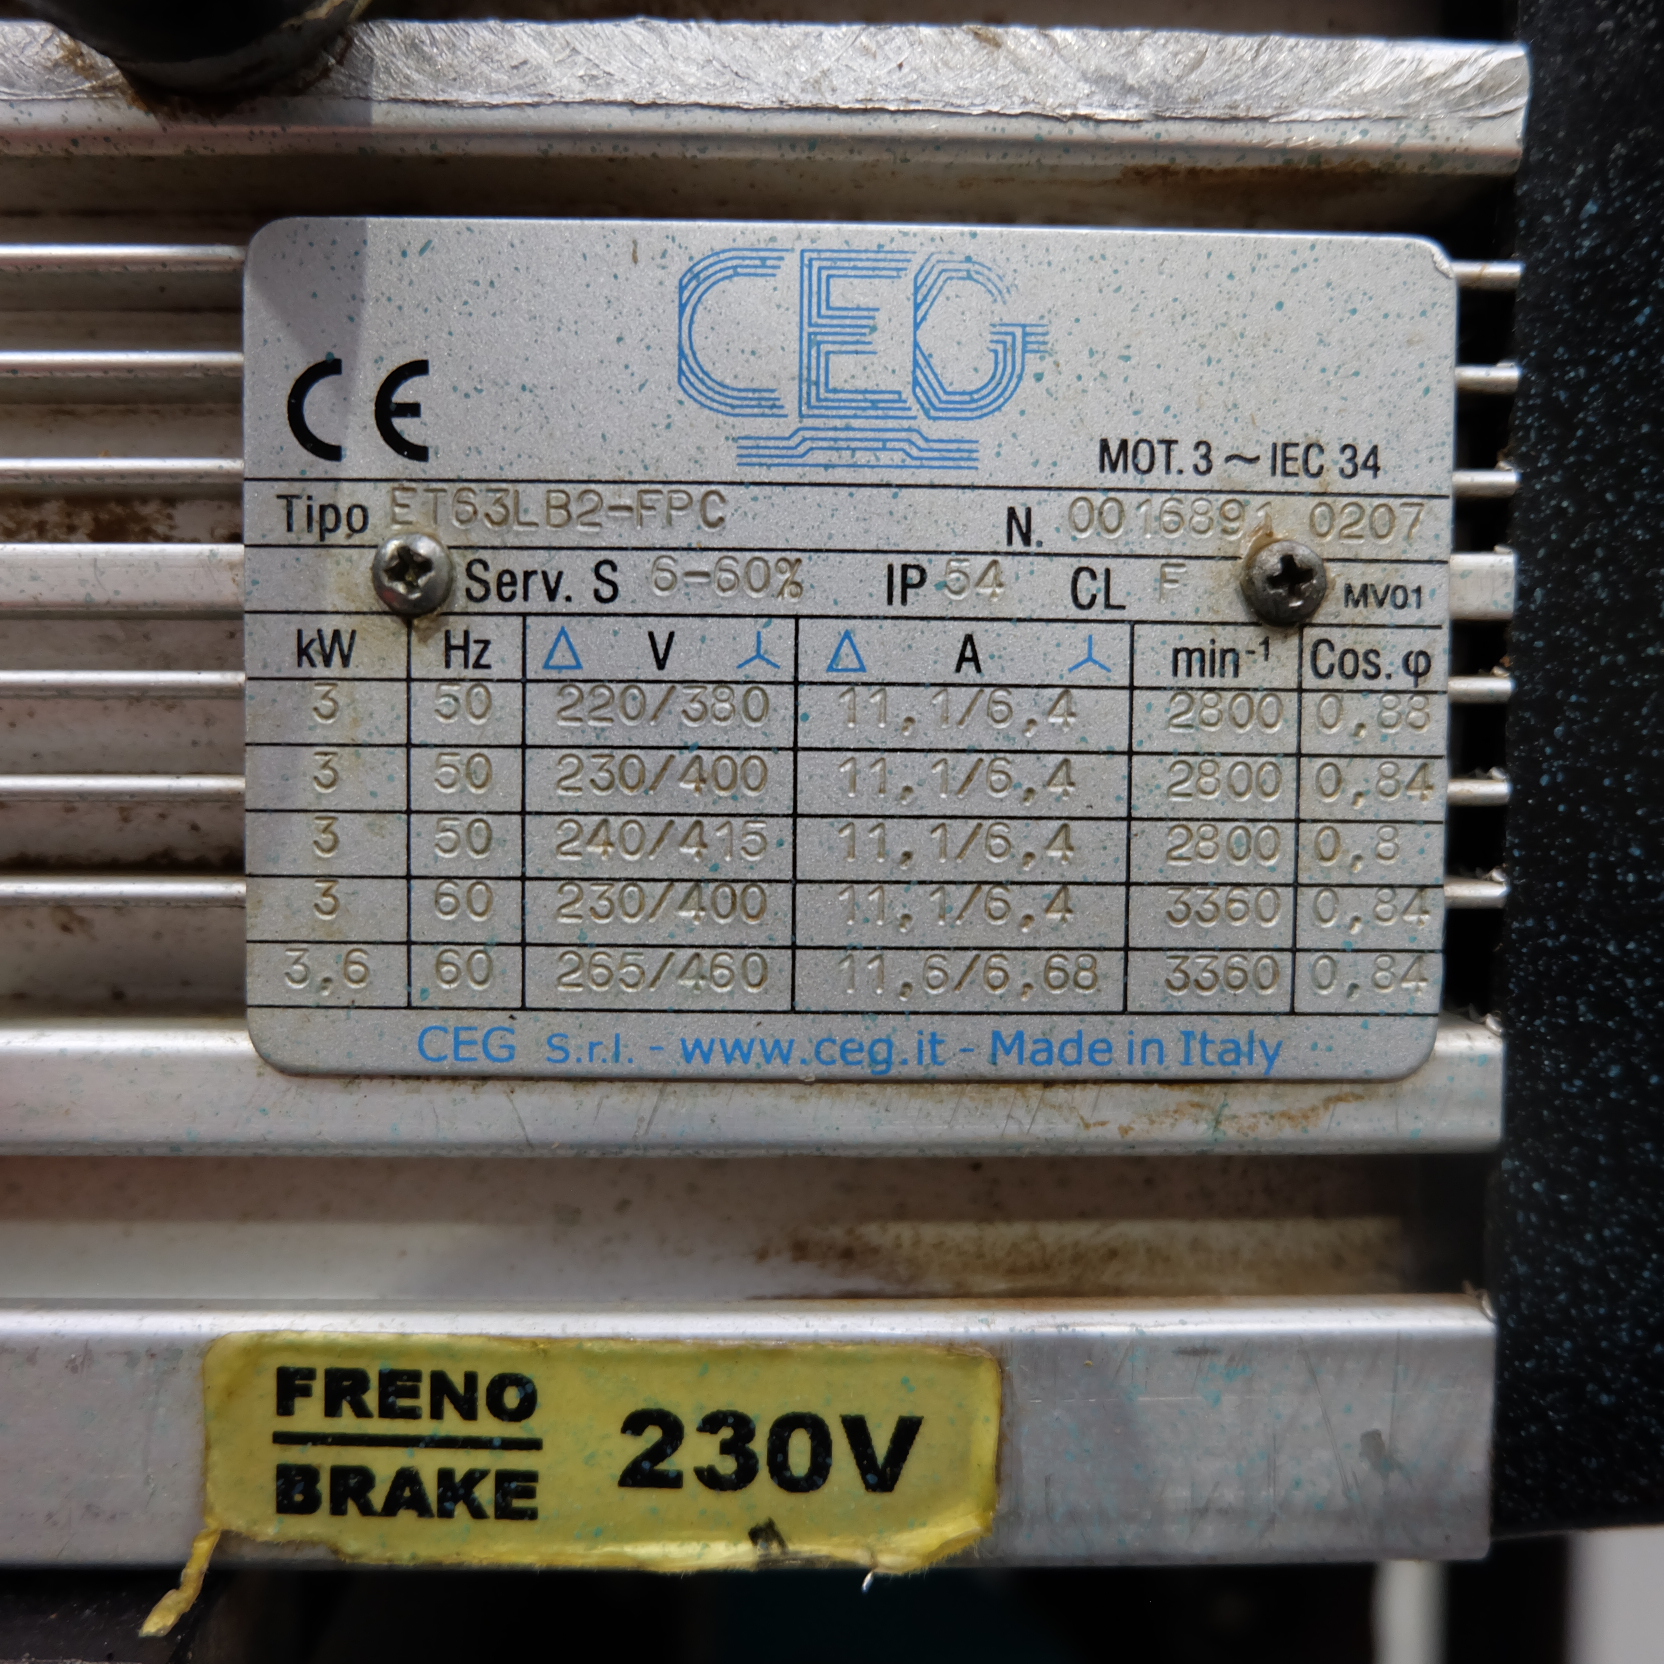 CEG
CE
MOT. 3 ~ IEC 34
Tipo ET63LB2-FPC N. 0016891 0207
Serv. S 6-60% IP 54 CL F MV01
kW Hz Δ V Y Δ A Y min⁻¹ Cos. φ
3 50 220/380 11,1/6,4 2800 0,88
3 50 230/400 11,1/6,4 2800 0,84
3 50 240/415 11,1/6,4 2800 0,8
3 60 230/400 11,1/6,4 3360 0,84
3,6 60 265/460 11,6/6,68 3360 0,84
CEG s.r.l. - www.ceg.it - Made in Italy
FRENO
BRAKE
230V